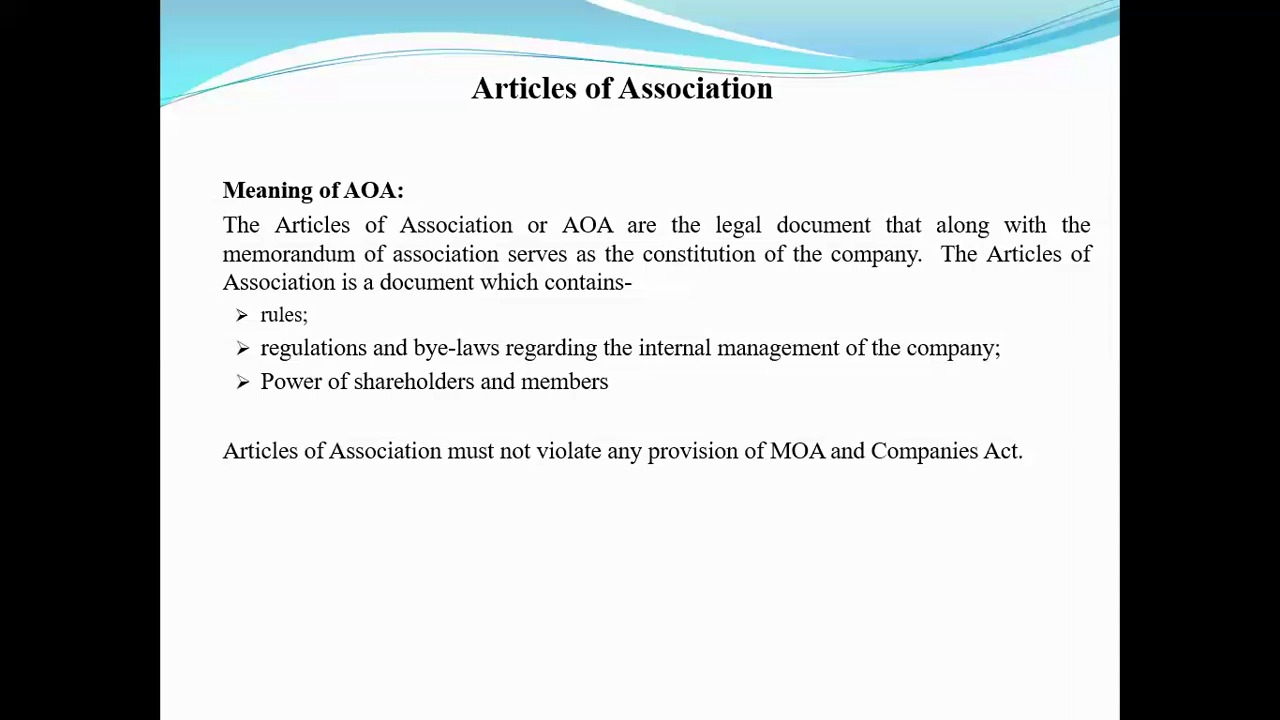 Articles of Association
Meaning of AOA:
The Articles of Association or AOA are the legal document that along with the
memorandum of association serves as the constitution of the company. The Articles of
Association is a document which contains-
➢ rules;
➢ regulations and bye-laws regarding the internal management of the company;
➢ Power of shareholders and members
Articles of Association must not violate any provision of MOA and Companies Act.